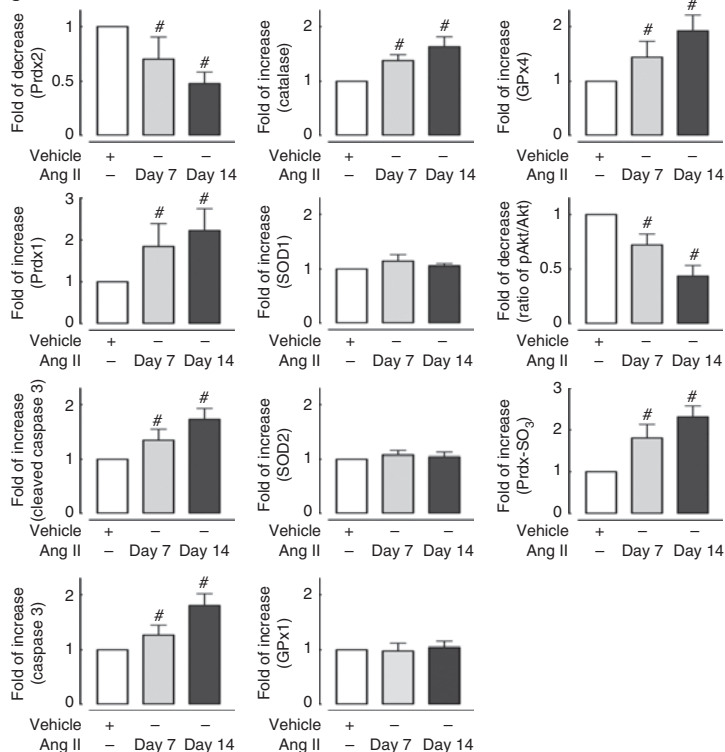 Fold of decrease
(Prdx2)
1
0.5
0
#
#
Vehicle + – –
Ang II – Day 7 Day 14
Fold of increase
(catalase)
2
1
0
#
#
Vehicle + – –
Ang II – Day 7 Day 14
Fold of increase
(GPx4)
2
1
0
#
#
Vehicle + – –
Ang II – Day 7 Day 14
Fold of increase
(Prdx1)
3
2
1
0
#
#
Vehicle + – –
Ang II – Day 7 Day 14
Fold of increase
(SOD1)
2
1
0
Vehicle + – –
Ang II – Day 7 Day 14
Fold of decrease
(ratio of pAkt/Akt)
1
0.5
0
#
#
Vehicle + – –
Ang II – Day 7 Day 14
Fold of increase
(cleaved caspase 3)
2
1
0
#
#
Vehicle + – –
Ang II – Day 7 Day 14
Fold of increase
(SOD2)
2
1
0
Vehicle + – –
Ang II – Day 7 Day 14
Fold of increase
(Prdx-SO3)
3
2
1
0
#
#
Vehicle + – –
Ang II – Day 7 Day 14
Fold of increase
(caspase 3)
2
1
0
#
#
Vehicle + – –
Ang II – Day 7 Day 14
Fold of increase
(GPx1)
2
1
0
Vehicle + – –
Ang II – Day 7 Day 14